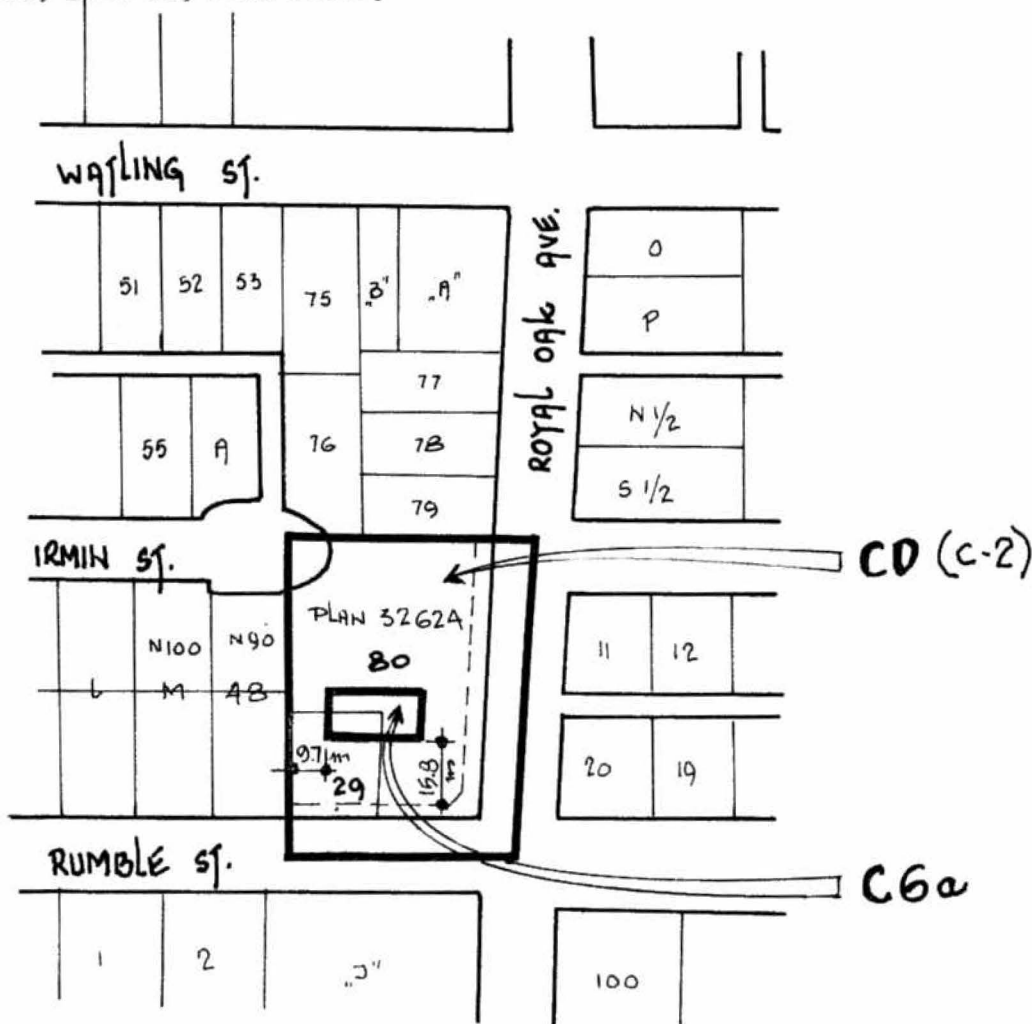 WATLING ST.
ROYAL OAK AVE.
51 52 53 75 „B" „A"
O
P
77
55 A 76 78
N 1/2
79
S 1/2
IRMIN ST.
CD (C-2)
PLAN 32624
N100 N90
80
11 12
L M 48
9.7 m
15.8 m
29
20 19
RUMBLE ST.
C6a
1 2 „J"
100